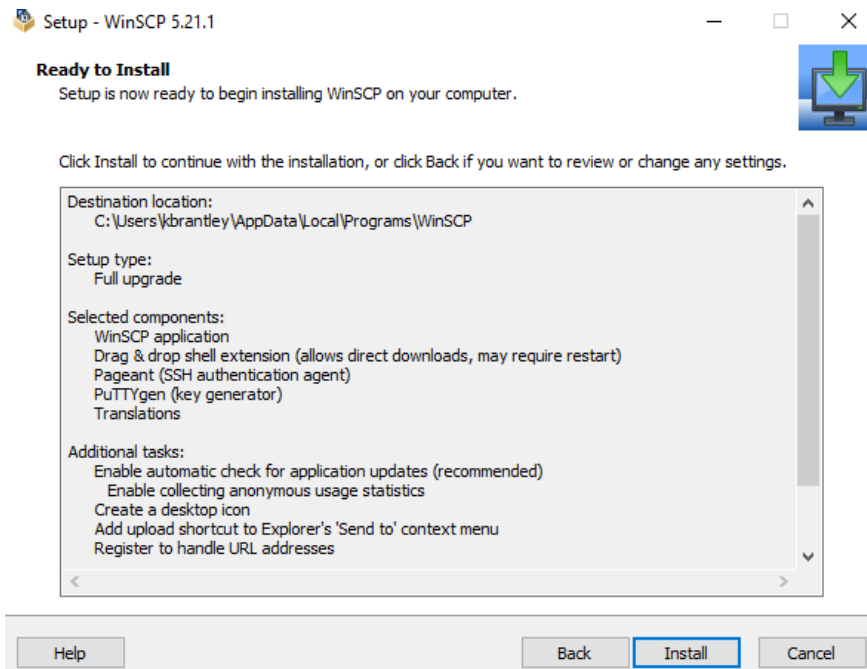 Setup - WinSCP 5.21.1
Ready to Install
Setup is now ready to begin installing WinSCP on your computer.
Click Install to continue with the installation, or click Back if you want to review or change any settings.
Destination location:
C:\Users\kbrantley\AppData\Local\Programs\WinSCP
Setup type:
Full upgrade
Selected components:
WinSCP application
Drag & drop shell extension (allows direct downloads, may require restart)
Pageant (SSH authentication agent)
PuTTYgen (key generator)
Translations
Additional tasks:
Enable automatic check for application updates (recommended)
Enable collecting anonymous usage statistics
Create a desktop icon
Add upload shortcut to Explorer's 'Send to' context menu
Register to handle URL addresses
Help
Back
Install
Cancel